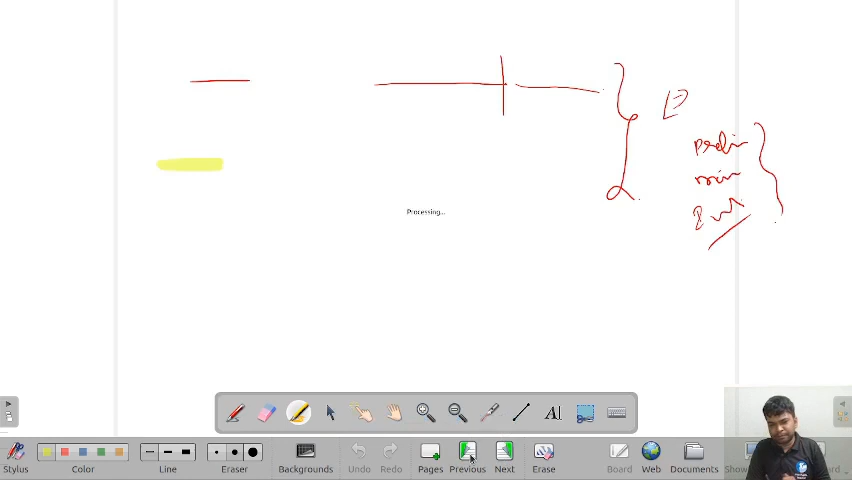 Processing...
Stylus
Color
Line
Eraser
Backgrounds
Undo
Redo
Pages
Previous
Next
Erase
Board
Web
Documents